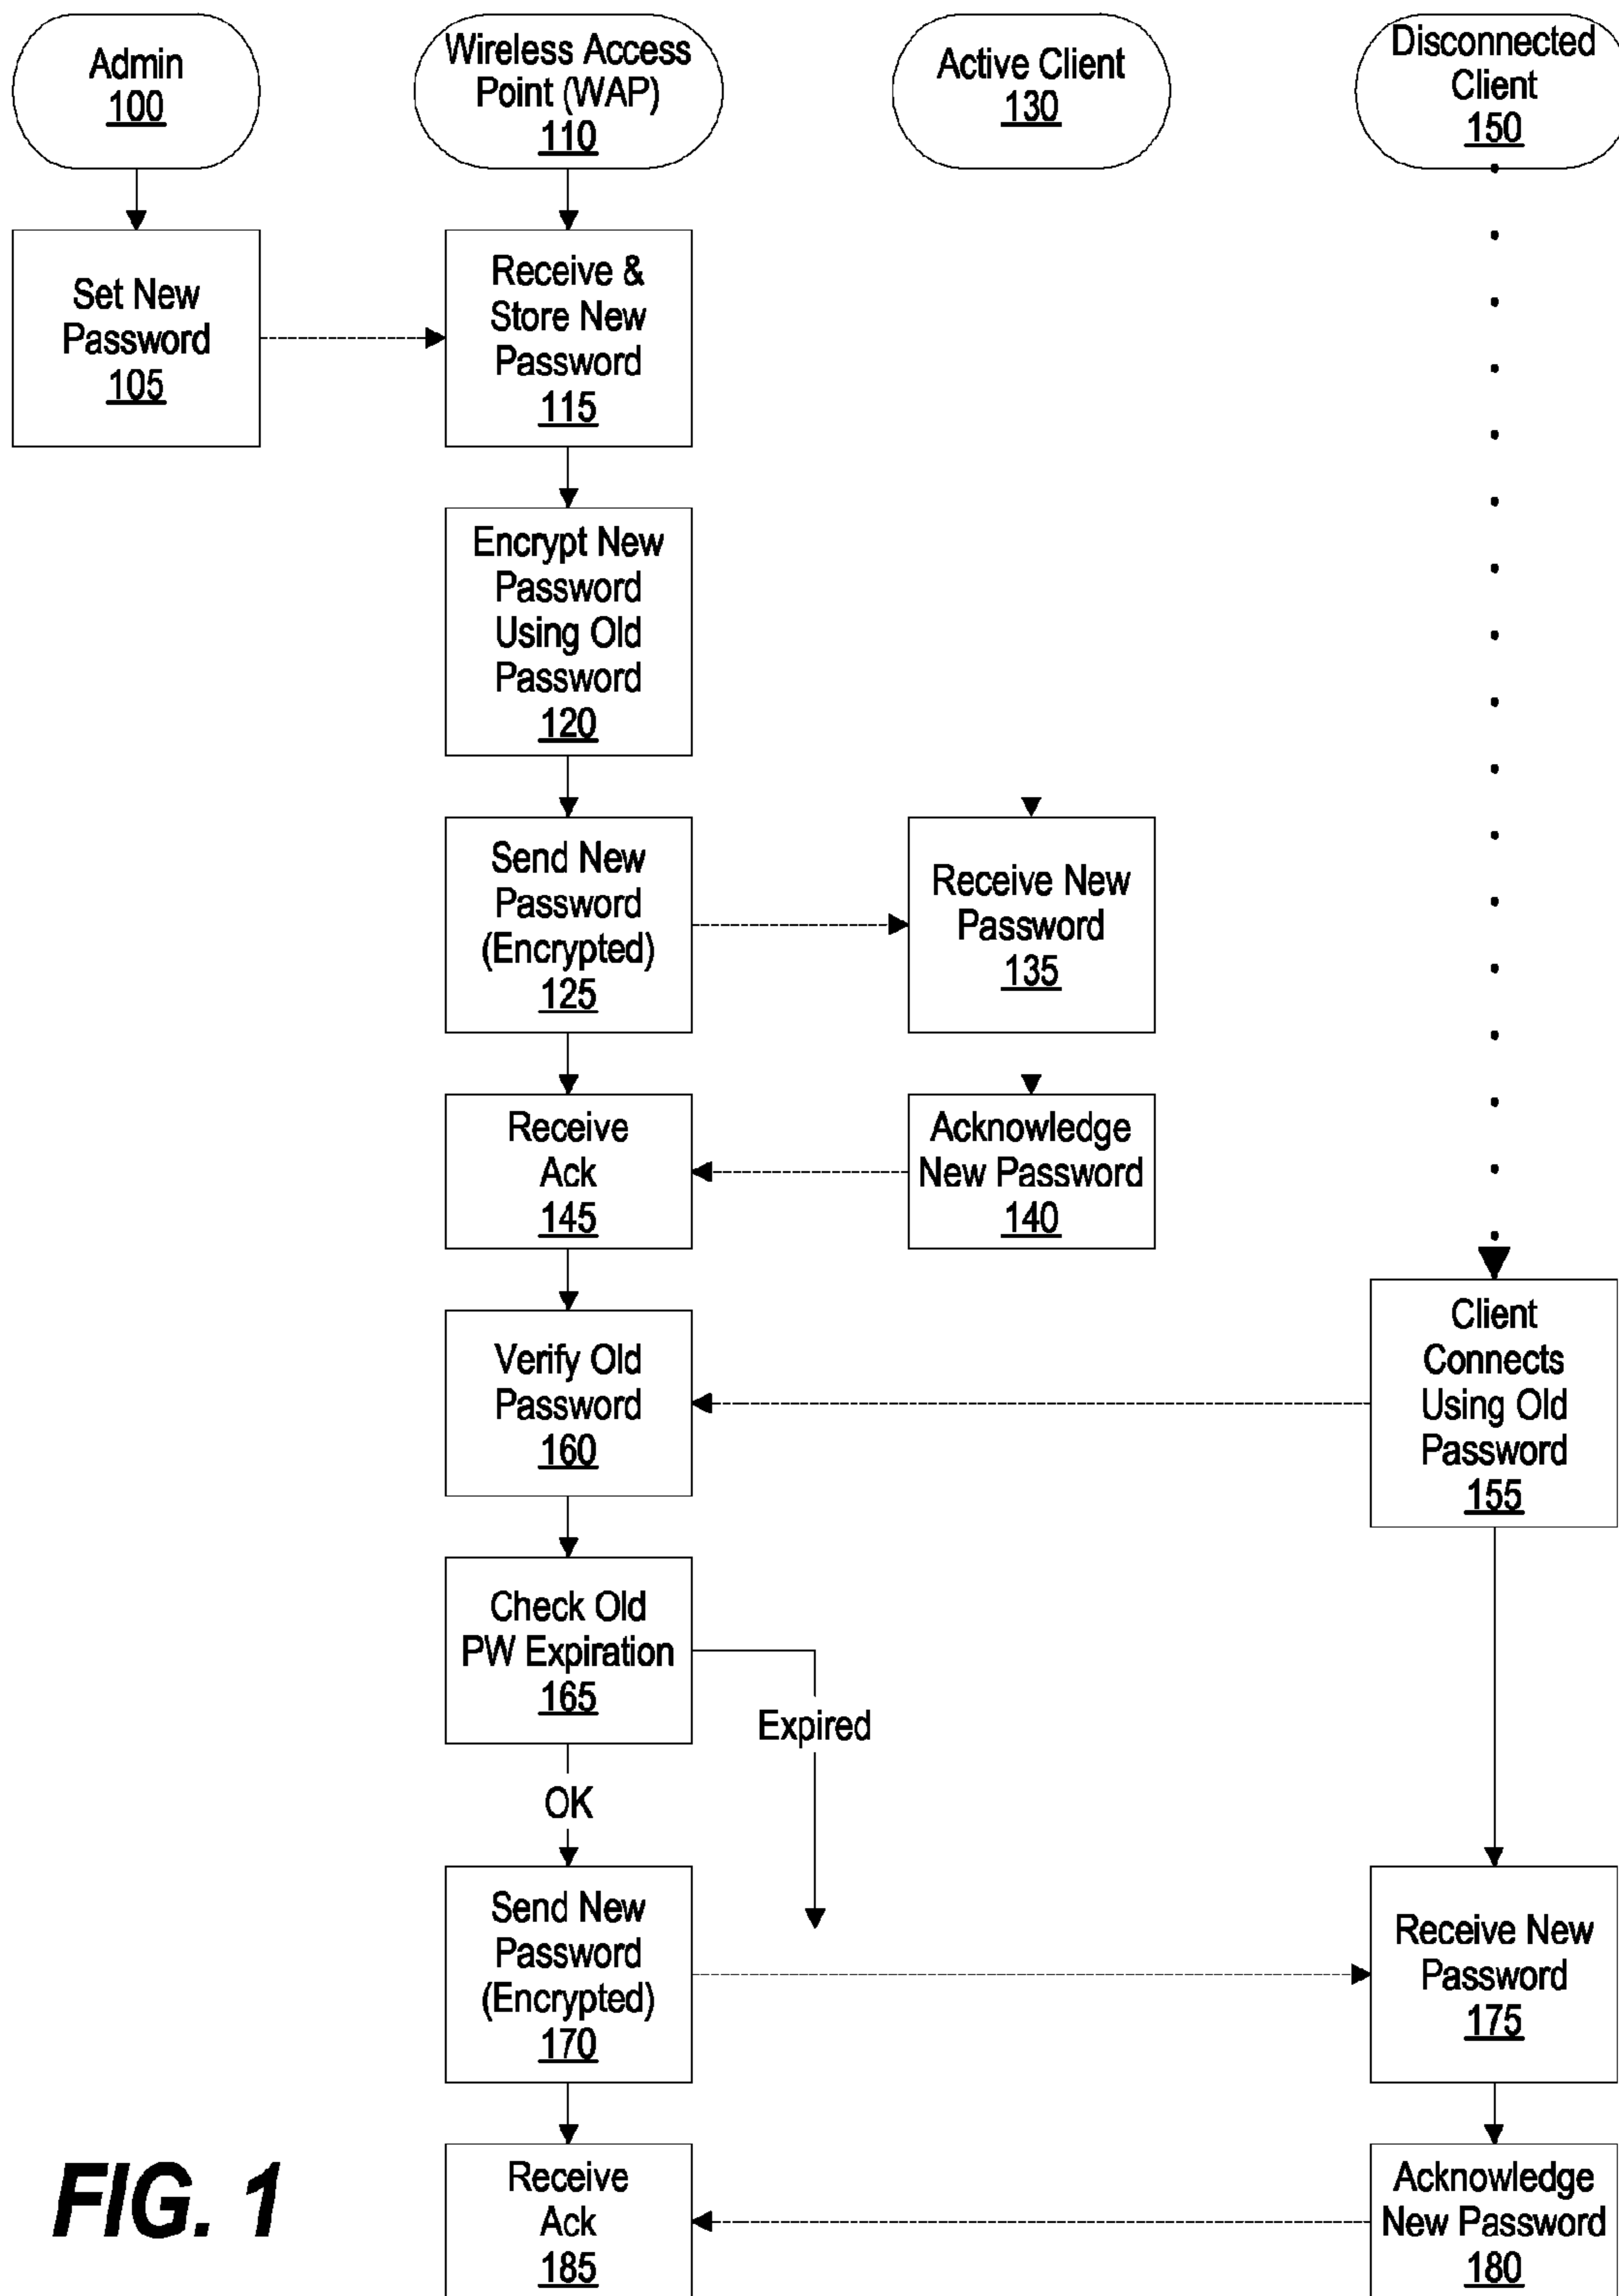 Admin
100
Wireless Access
Point (WAP)
110
Active Client
130
Disconnected
Client
150
Set New
Password
105
Receive &
Store New
Password
115
Encrypt New
Password
Using Old
Password
120
Send New
Password
(Encrypted)
125
Receive New
Password
135
Receive
Ack
145
Acknowledge
New Password
140
Verify Old
Password
160
Client
Connects
Using Old
Password
155
Check Old
PW Expiration
165
Expired
OK
Send New
Password
(Encrypted)
170
Receive New
Password
175
Receive
Ack
185
Acknowledge
New Password
180
FIG. 1